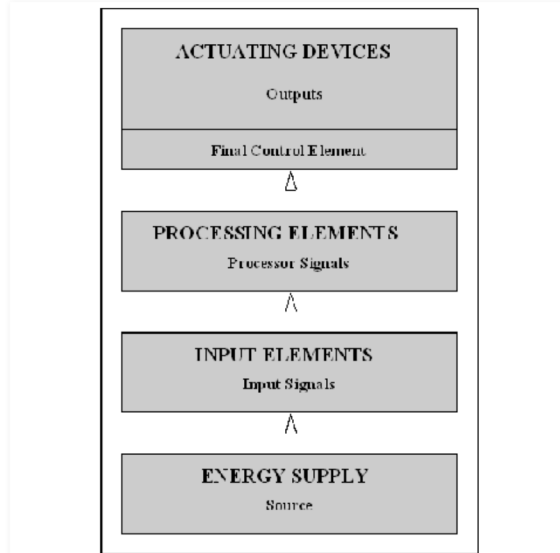 ACTUATING DEVICES
Outputs
Final Control Element
PROCESSING ELEMENTS
Processor Signals
INPUT ELEMENTS
Input Signals
ENERGY SUPPLY
Source